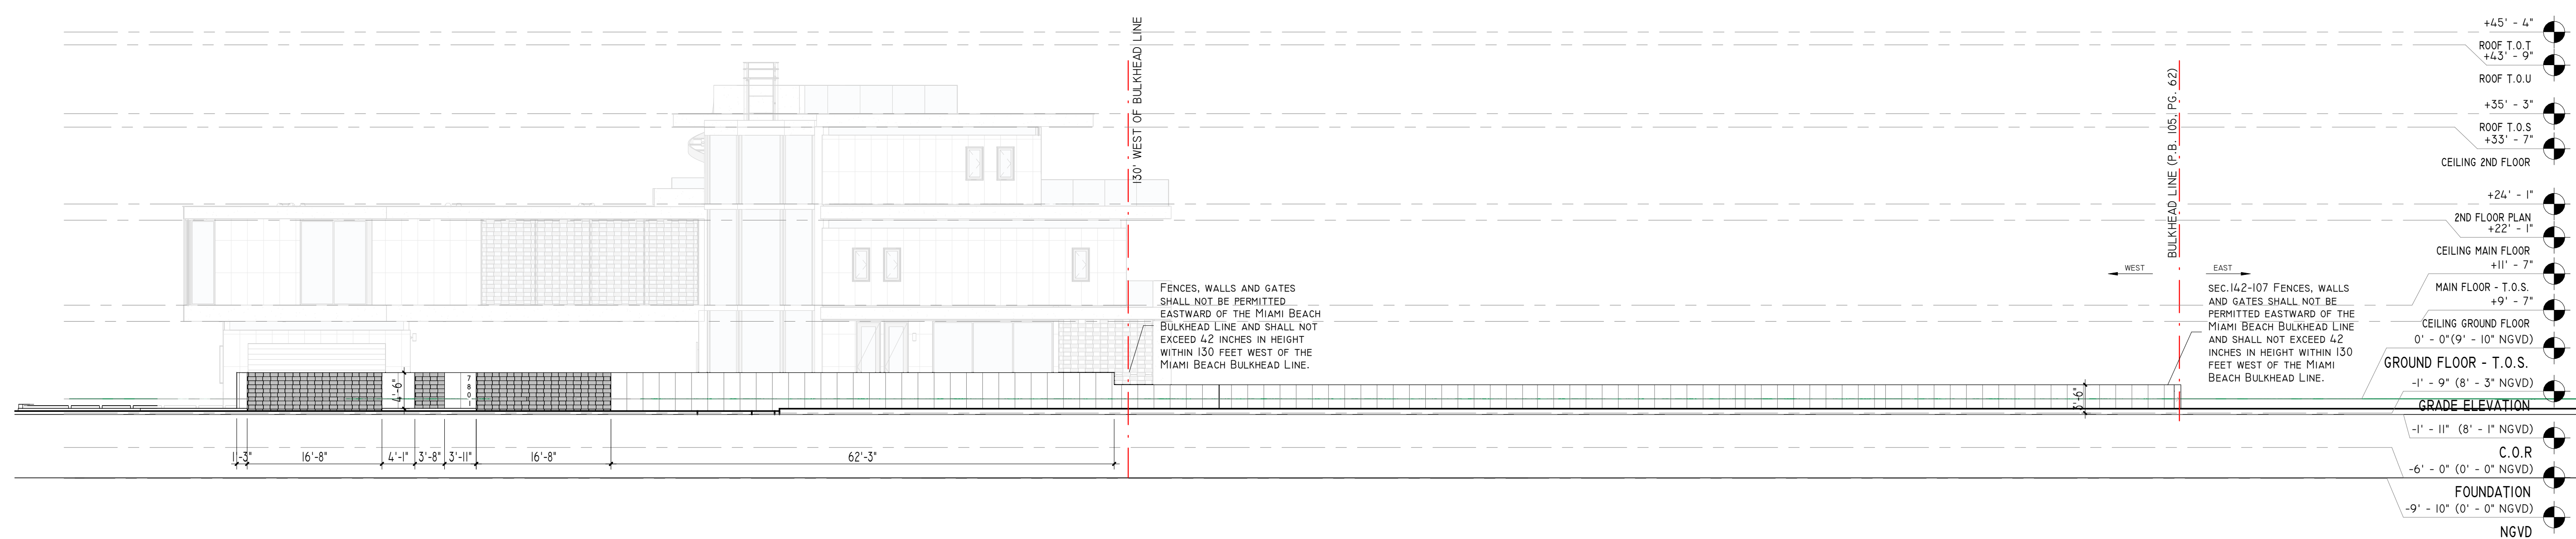 130' WEST OF BULKHEAD LINE
BULKHEAD LINE (P.B. 105, PG. 62)
WEST
EAST
FENCES, WALLS AND GATES
SHALL NOT BE PERMITTED
EASTWARD OF THE MIAMI BEACH
BULKHEAD LINE AND SHALL NOT
EXCEED 42 INCHES IN HEIGHT
WITHIN 130 FEET WEST OF THE
MIAMI BEACH BULKHEAD LINE.
SEC.142-107 FENCES, WALLS
AND GATES SHALL NOT BE
PERMITTED EASTWARD OF THE
MIAMI BEACH BULKHEAD LINE
AND SHALL NOT EXCEED 42
INCHES IN HEIGHT WITHIN 130
FEET WEST OF THE MIAMI
BEACH BULKHEAD LINE.
4'-6"
7801
3'-6"
1'-3"
16'-8"
4'-1"
3'-8"
3'-11"
16'-8"
62'-3"
+45' - 4"
ROOF T.O.T
+43' - 9"
ROOF T.O.U
+35' - 3"
ROOF T.O.S
+33' - 7"
CEILING 2ND FLOOR
+24' - 1"
2ND FLOOR PLAN
+22' - 1"
CEILING MAIN FLOOR
+11' - 7"
MAIN FLOOR - T.O.S.
+9' - 7"
CEILING GROUND FLOOR
0' - 0"(9' - 10" NGVD)
GROUND FLOOR - T.O.S.
-1' - 9" (8' - 3" NGVD)
GRADE ELEVATION
-1' - 11" (8' - 1" NGVD)
C.O.R
-6' - 0" (0' - 0" NGVD)
FOUNDATION
-9' - 10" (0' - 0" NGVD)
NGVD